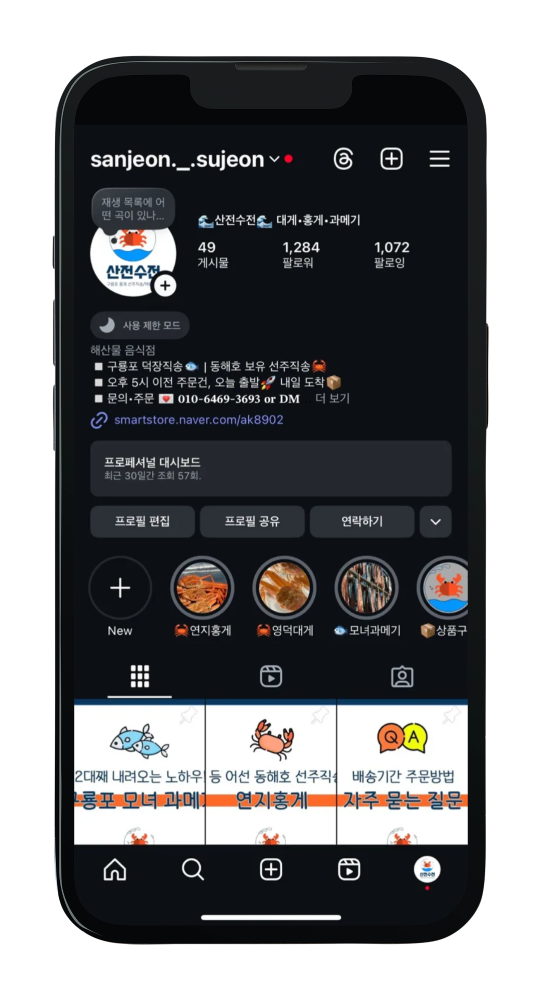 sanjeon._.sujeon
재생 목록에 어
떤 곡이 있나...
🌊산전수전🌊 대게•홍게•과메기
49 1,284 1,072
게시물 팔로워 팔로잉
산전수전
사용 제한 모드
해산물 음식점
◾ 구룡포 덕장직송🐟 | 동해호 보유 선주직송🦀
◾ 오후 5시 이전 주문건, 오늘 출발🚀 내일 도착📦
◾ 문의•주문 💌 010-6469-3693 or DM 더 보기
smartstore.naver.com/ak8902
프로페셔널 대시보드
최근 30일간 조회 57회.
프로필 편집 프로필 공유 연락하기
New 🦀연지홍게 🦀영덕대게 🐟모녀과메기 📦상품구
2대째 내려오는 노하우 등 어선 동해호 선주직송 배송기간 주문방법
구룡포 모녀 과메기 연지홍게 자주 묻는 질문
Q A
산전수전